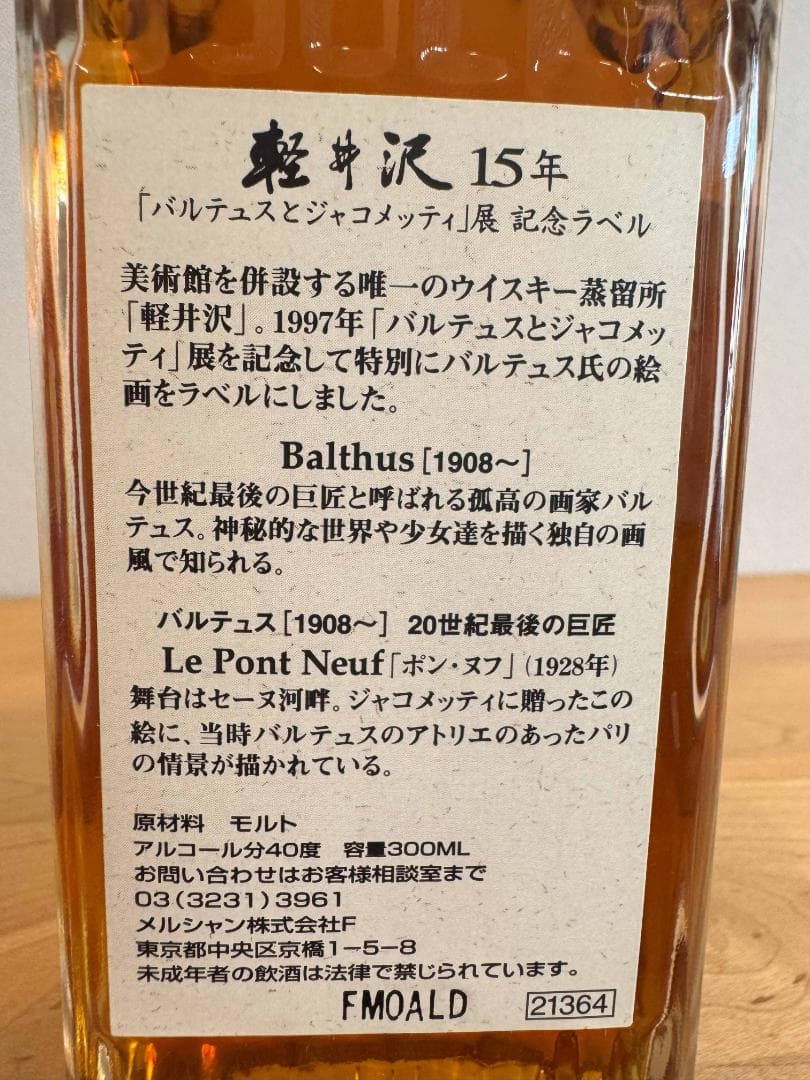 軽井沢 15年
「バルテュスとジャコメッティ」展 記念ラベル
美術館を併設する唯一のウイスキー蒸留所
「軽井沢」。1997年「バルテュスとジャコメッ
ティ」展を記念して特別にバルテュス氏の絵
画をラベルにしました。
Balthus [1908〜]
今世紀最後の巨匠と呼ばれる孤高の画家バル
テュス。神秘的な世界や少女達を描く独自の画
風で知られる。
バルテュス[1908〜] 20世紀最後の巨匠
Le Pont Neuf「ポン・ヌフ」(1928年)
舞台はセーヌ河畔。ジャコメッティに贈ったこの
絵に、当時バルテュスのアトリエのあったパリ
の情景が描かれている。
原材料 モルト
アルコール分40度 容量300ML
お問い合わせはお客様相談室まで
03(3231)3961
メルシャン株式会社F
東京都中央区京橋1-5-8
未成年者の飲酒は法律で禁じられています。
FMOALD 21364